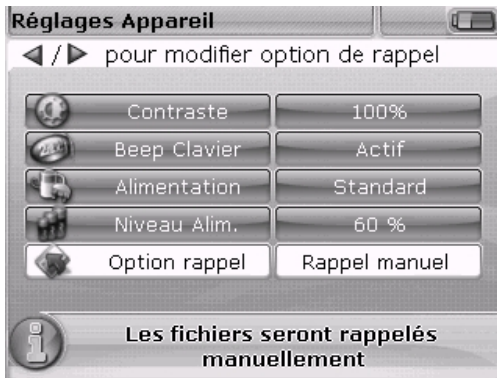 Réglages Appareil
◀ / ▶ pour modifier option de rappel
Contraste 100%
Beep Clavier Actif
Alimentation Standard
Niveau Alim. 60 %
Option rappel Rappel manuel
Les fichiers seront rappelés
manuellement